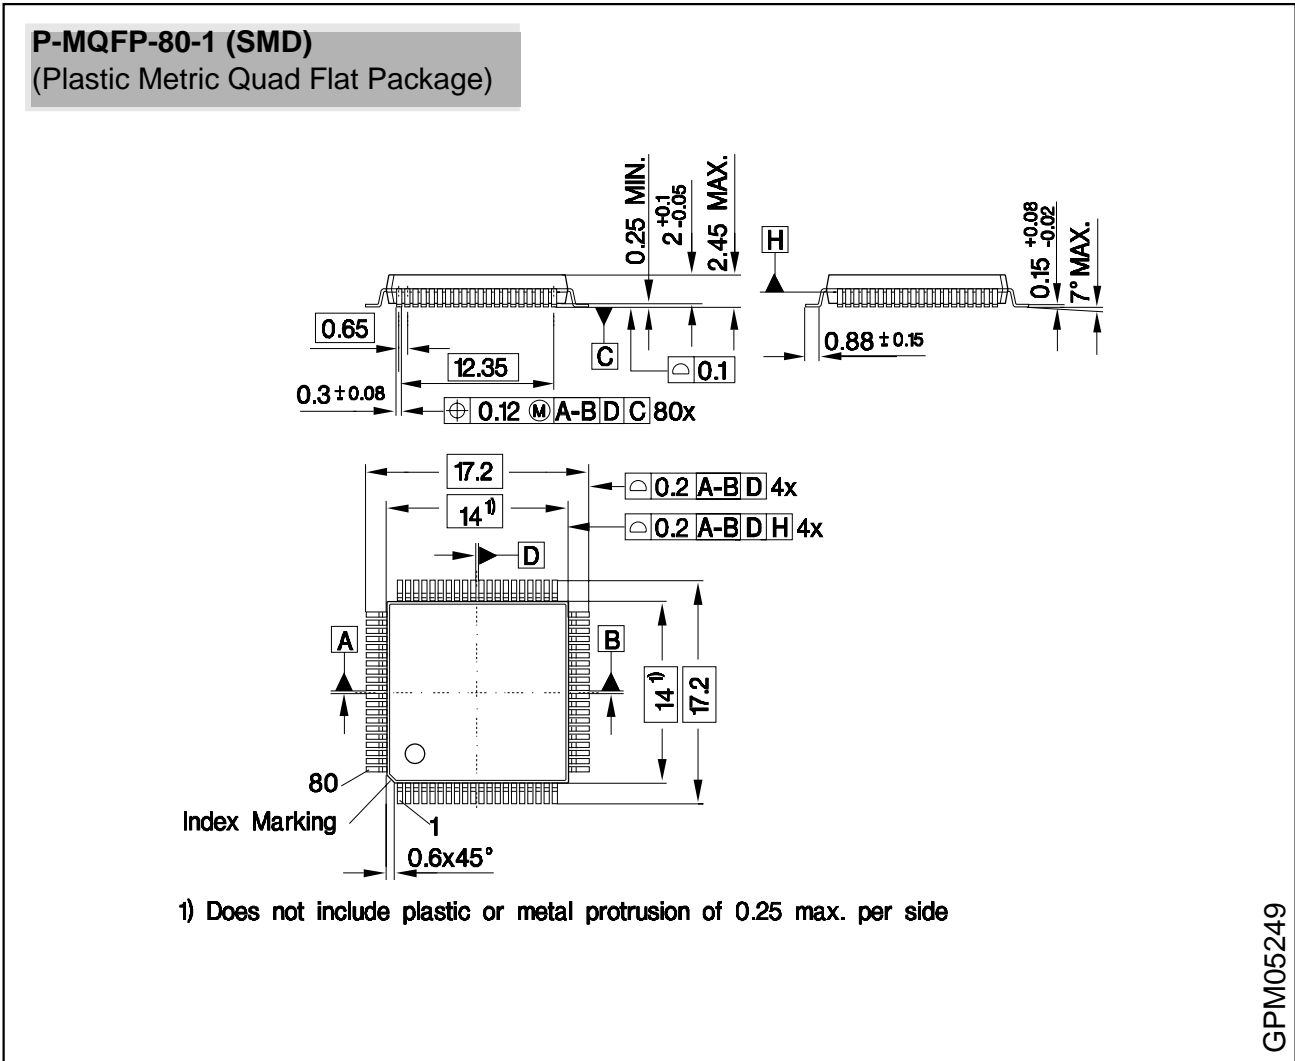 P-MQFP-80-1 (SMD)
(Plastic Metric Quad Flat Package)
0.25 MIN.
2 +0.1 -0.05
2.45 MAX.
H
0.15 +0.08 -0.02
7° MAX.
0.65
12.35
C
0.1
0.88 ± 0.15
0.3 ± 0.08
⌖ 0.12 Ⓜ A-B D C 80x
17.2
⌓ 0.2 A-B D 4x
14 1)
⌓ 0.2 A-B D H 4x
D
A
B
14 1)
17.2
80
Index Marking
1
0.6x45°
1) Does not include plastic or metal protrusion of 0.25 max. per side
GPM05249